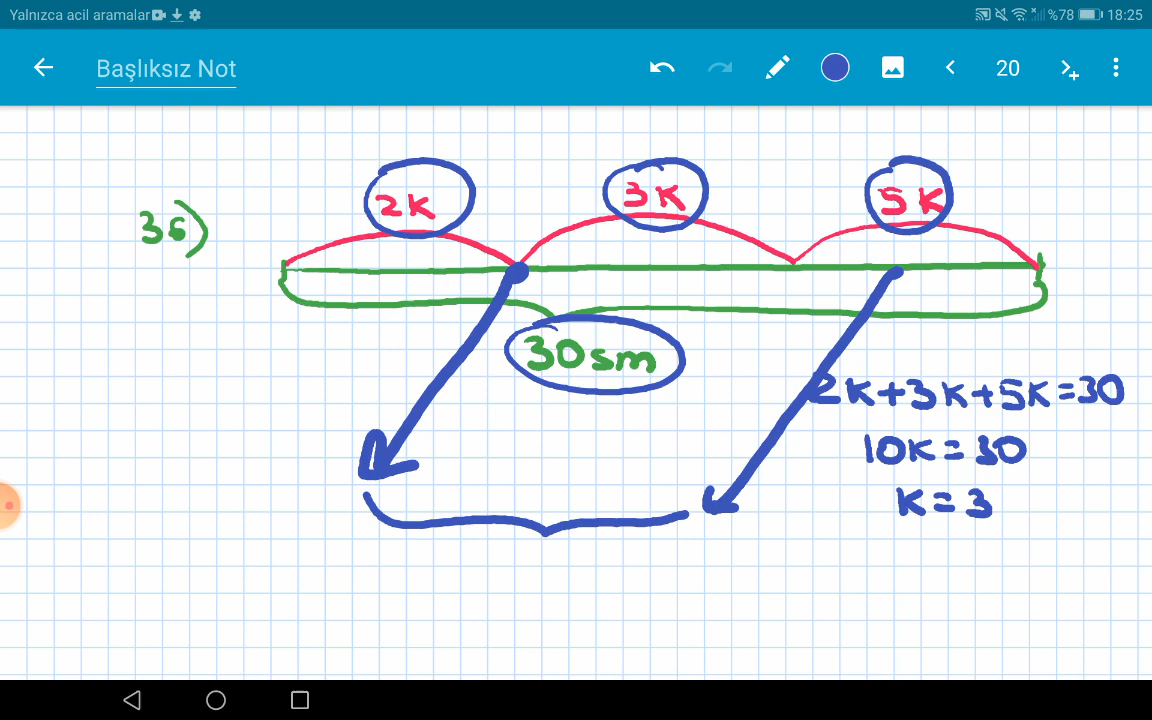 Yalnızca acil aramalar
%78 18:25
Başlıksız Not
20
36)
2K 3K 5K
30sm
2K+3K+5K=30
10K=30
K=3